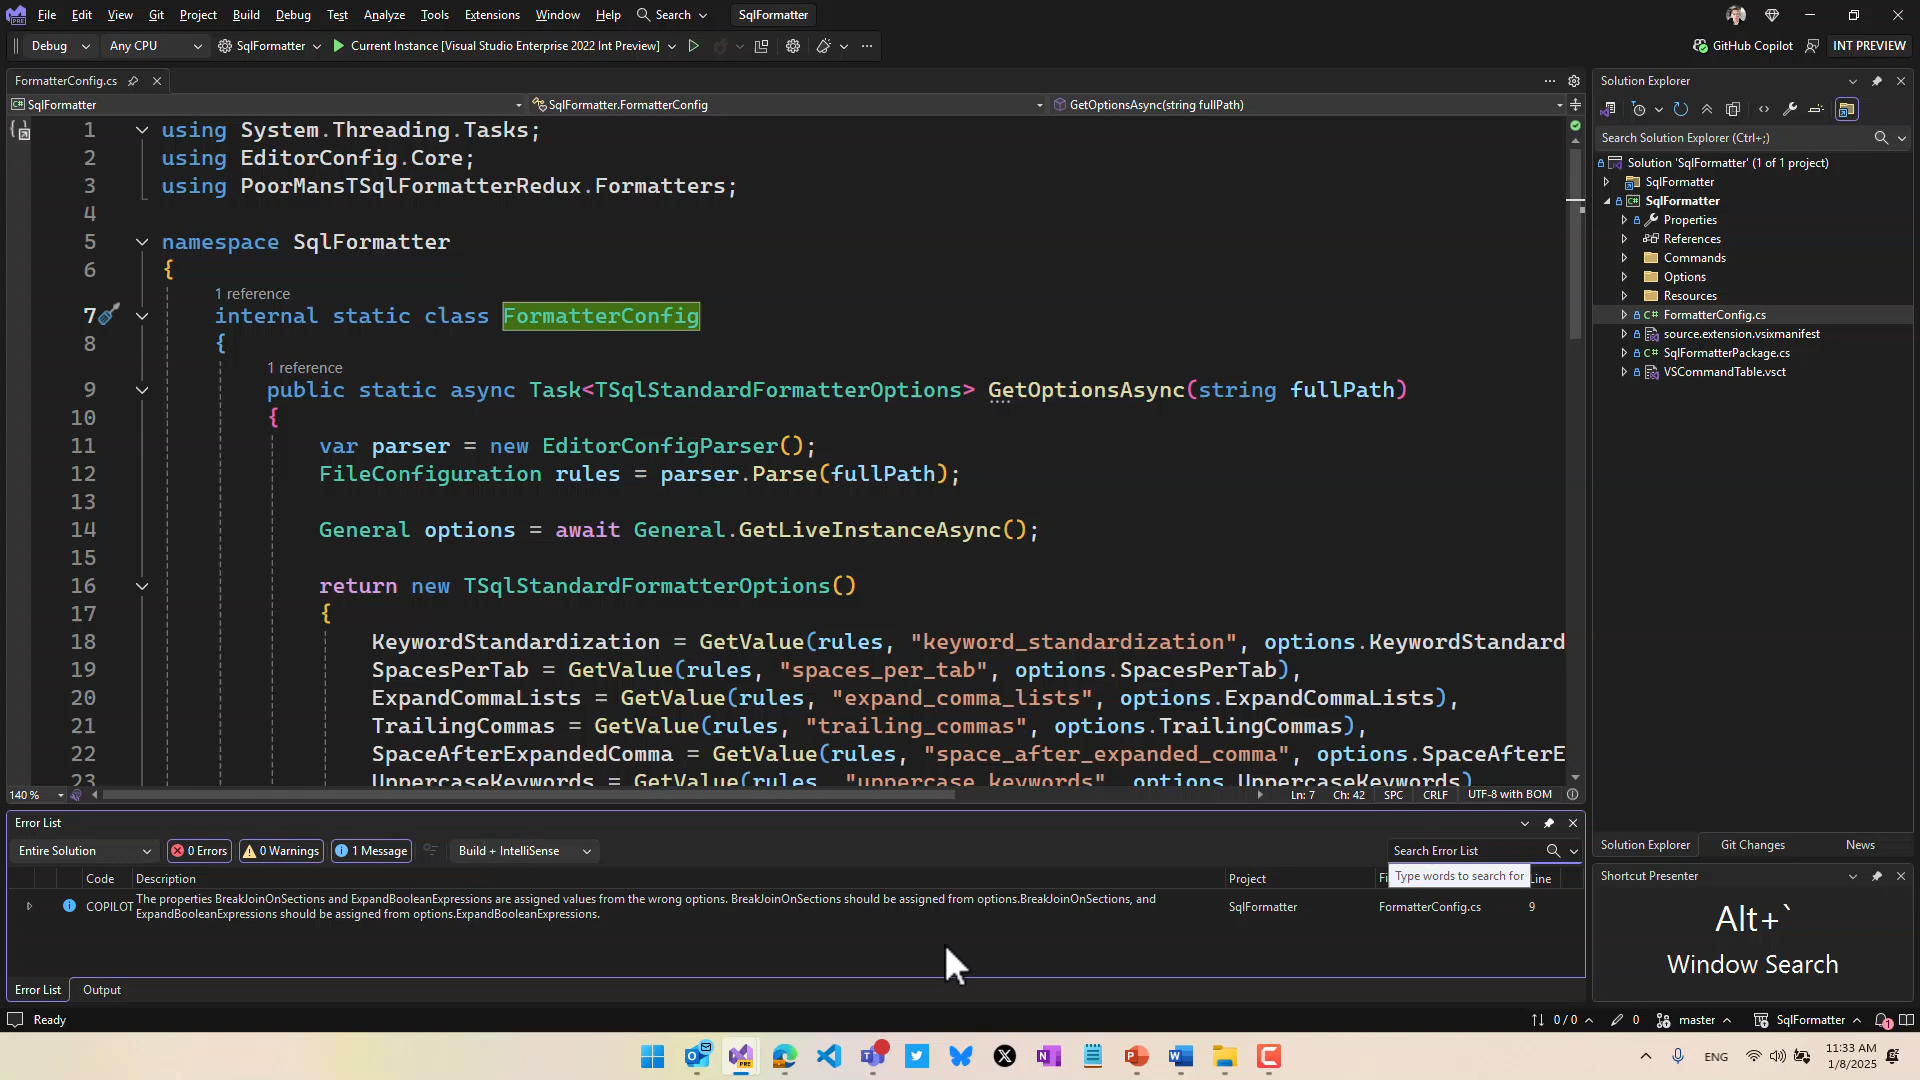 File Edit View Git Project Build Debug Test Analyze Tools Extensions Window Help Search SqlFormatter
Debug Any CPU SqlFormatter Current Instance [Visual Studio Enterprise 2022 Int Preview] GitHub Copilot INT PREVIEW
FormatterConfig.cs
SqlFormatter SqlFormatter.FormatterConfig GetOptionsAsync(string fullPath)
1 using System.Threading.Tasks;
2 using EditorConfig.Core;
3 using PoorMansTSqlFormatterRedux.Formatters;
4
5 namespace SqlFormatter
6 {
1 reference
7 internal static class FormatterConfig
8 {
1 reference
9 public static async Task<TSqlStandardFormatterOptions> GetOptionsAsync(string fullPath)
10 {
11 var parser = new EditorConfigParser();
12 FileConfiguration rules = parser.Parse(fullPath);
13
14 General options = await General.GetLiveInstanceAsync();
15
16 return new TSqlStandardFormatterOptions()
17 {
18 KeywordStandardization = GetValue(rules, "keyword_standardization", options.KeywordStandard
19 SpacesPerTab = GetValue(rules, "spaces_per_tab", options.SpacesPerTab),
20 ExpandCommaLists = GetValue(rules, "expand_comma_lists", options.ExpandCommaLists),
21 TrailingCommas = GetValue(rules, "trailing_commas", options.TrailingCommas),
22 SpaceAfterExpandedComma = GetValue(rules, "space_after_expanded_comma", options.SpaceAfterE
23 UppercaseKeywords = GetValue(rules, "uppercase_keywords", options.UppercaseKeywords)
140 % Ln: 7 Ch: 42 SPC CRLF UTF-8 with BOM
Error List
Entire Solution 0 Errors 0 Warnings 1 Message Build + IntelliSense Search Error List
Type words to search for
Code Description Project Fi Line
COPILOT The properties BreakJoinOnSections and ExpandBooleanExpressions are assigned values from the wrong options. BreakJoinOnSections should be assigned from options.BreakJoinOnSections, and
ExpandBooleanExpressions should be assigned from options.ExpandBooleanExpressions.
SqlFormatter FormatterConfig.cs 9
Error List Output
Solution Explorer
Search Solution Explorer (Ctrl+;)
Solution 'SqlFormatter' (1 of 1 project)
SqlFormatter
SqlFormatter
Properties
References
Commands
Options
Resources
C# FormatterConfig.cs
source.extension.vsixmanifest
C# SqlFormatterPackage.cs
VSCommandTable.vsct
Solution Explorer Git Changes News
Shortcut Presenter
Alt+`
Window Search
Ready 0 / 0 0 master SqlFormatter 1
ENG 11:33 AM
1/8/2025